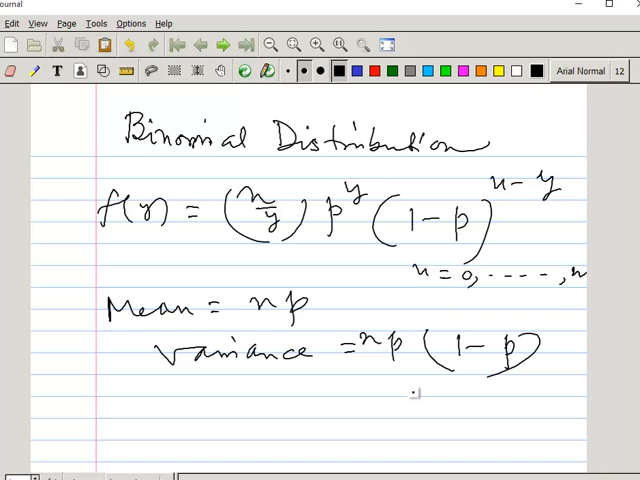 ournal
Edit View Page Tools Options Help
Arial Normal 12
Binomial Distribution
f(y) = (n/y) p^y (1 - p)^{n - y}
n = 0, ....., n
Mean = np
variance = np (1 - p)